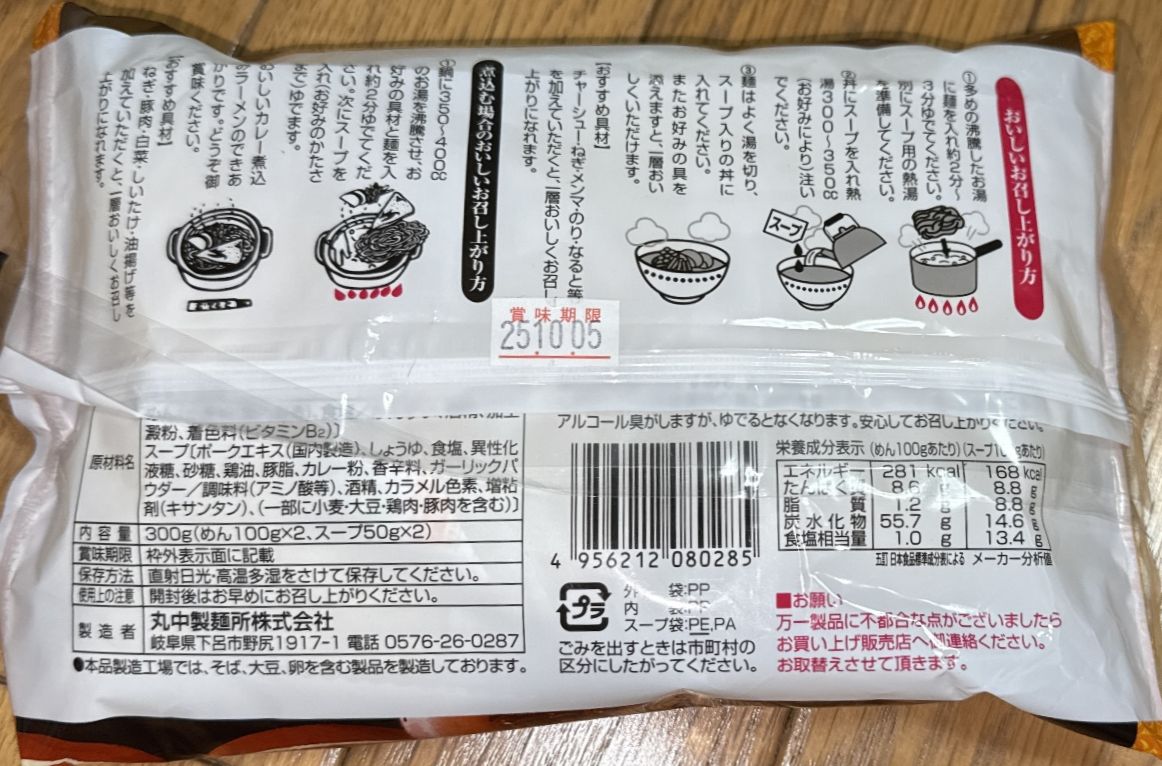 おいしいお召し上がり方
①多めの沸騰したお湯
に麺を入れ約2分～
3分ゆでてください。
別にスープ用の熱湯
を準備してください。
②丼にスープを入れ熱
湯300～350cc
(お好みにより)注い
でください。
スープ
③麺はよく湯を切り、
スープ入りの丼に
入れてください。
またお好みの具を
添えますと、一層おい
しくいただけます。
【おすすめ具材】
チャーシュー・ねぎ・メンマ・のり・なると等
を加えていただくと、一層おいしくお召し
上がりになれます。
煮込む場合のおいしいお召し上がり方
①鍋に350～400cc
のお湯を沸騰させ、お
好みの具材と麺を入
れ約2分ゆでてくだ
さい。次にスープを
入れ(お好みのかたさ
までゆでます。
おいしいカレー煮込
みラーメンのできあ
がりです。どうぞ御
賞味ください。
【おすすめ具材】
ねぎ・豚肉・白菜・しいたけ・油揚げ等を
加えていただくと、一層おいしくお召し
上がりになれます。
賞味期限
25.10.05
原材料名
澱粉、着色料(ビタミンB2)〕
スープ〔ポークエキス(国内製造)、しょうゆ、食塩、異性化
液糖、砂糖、鶏油、豚脂、カレー粉、香辛料、ガーリックパ
ウダー/調味料(アミノ酸等)、酒精、カラメル色素、増粘
剤(キサンタン)、(一部に小麦・大豆・鶏肉・豚肉を含む)〕
内容量 300g(めん100g×2、スープ50g×2)
賞味期限 枠外表示面に記載
保存方法 直射日光・高温多湿をさけて保存してください。
使用上の注意 開封後はお早めにお召し上がりください。
製造者 丸中製麺所株式会社
岐阜県下呂市野尻1917-1 電話 0576-26-0287
●本品製造工場では、そば、大豆、卵を含む製品を製造しております。
アルコール臭がしますが、ゆでるとなくなります。安心してお召し上がりください。
4 956212 080285
プラ
外 袋:PP
内 袋:PP
スープ袋:PE,PA
ごみを出すときは市町村の
区分にしたがってください。
栄養成分表示 (めん100gあたり) (スープ100gあたり)
エネルギー 281 kcal 168 kcal
たんぱく質 8.6 g 8.8 g
脂質 1.2 g 8.8 g
炭水化物 55.7 g 14.6 g
食塩相当量 1.0 g 13.4 g
五訂 日本食品標準成分表による メーカー分析値
■お願い
万一製品に不都合な点がございましたら
お買い上げ販売店へ御連絡ください。
お取替えさせて頂きます。